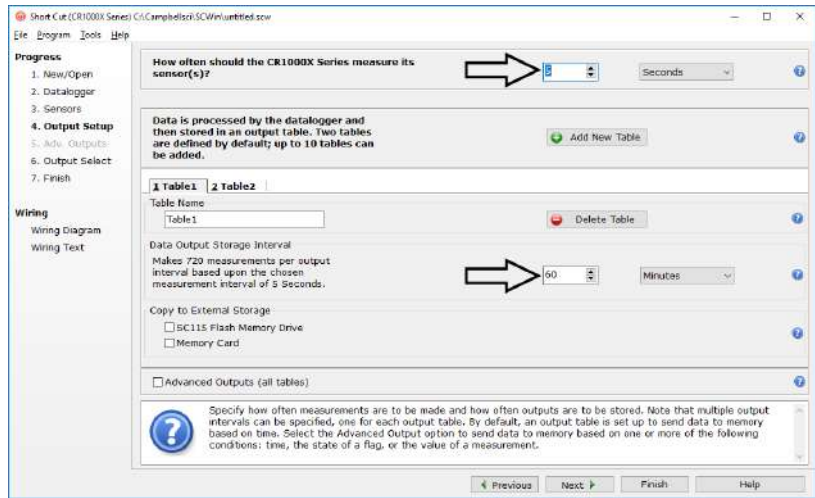 Short Cut (CR1000X Series) C:\Campbellsci\SCWin\untitled.scw
File Program Tools Help
Progress
1. New/Open
2. Datalogger
3. Sensors
4. Output Setup
5. Adv. Outputs
6. Output Select
7. Finish
Wiring
Wiring Diagram
Wiring Text
How often should the CR1000X Series measure its
sensor(s)?
5
Seconds
Data is processed by the datalogger and
then stored in an output table. Two tables
are defined by default; up to 10 tables can
be added.
Add New Table
1 Table1 2 Table2
Table Name
Table1
Delete Table
Data Output Storage Interval
Makes 720 measurements per output
interval based upon the chosen
measurement interval of 5 Seconds.
60
Minutes
Copy to External Storage
SC115 Flash Memory Drive
Memory Card
Advanced Outputs (all tables)
Specify how often measurements are to be made and how often outputs are to be stored. Note that multiple output
intervals can be specified, one for each output table. By default, an output table is set up to send data to memory
based on time. Select the Advanced Output option to send data to memory based on one or more of the following
conditions: time, the state of a flag, or the value of a measurement.
Previous Next Finish Help